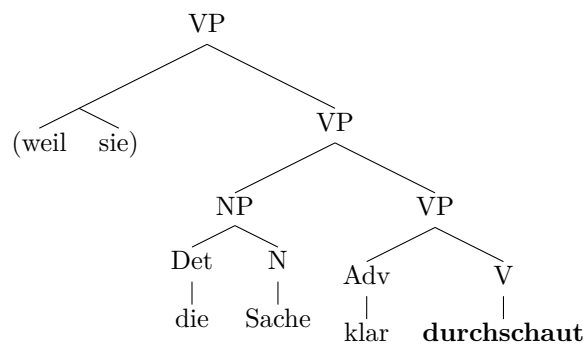 VP
(weil sie) VP
NP VP
Det N Adv V
die Sache klar durchschaut